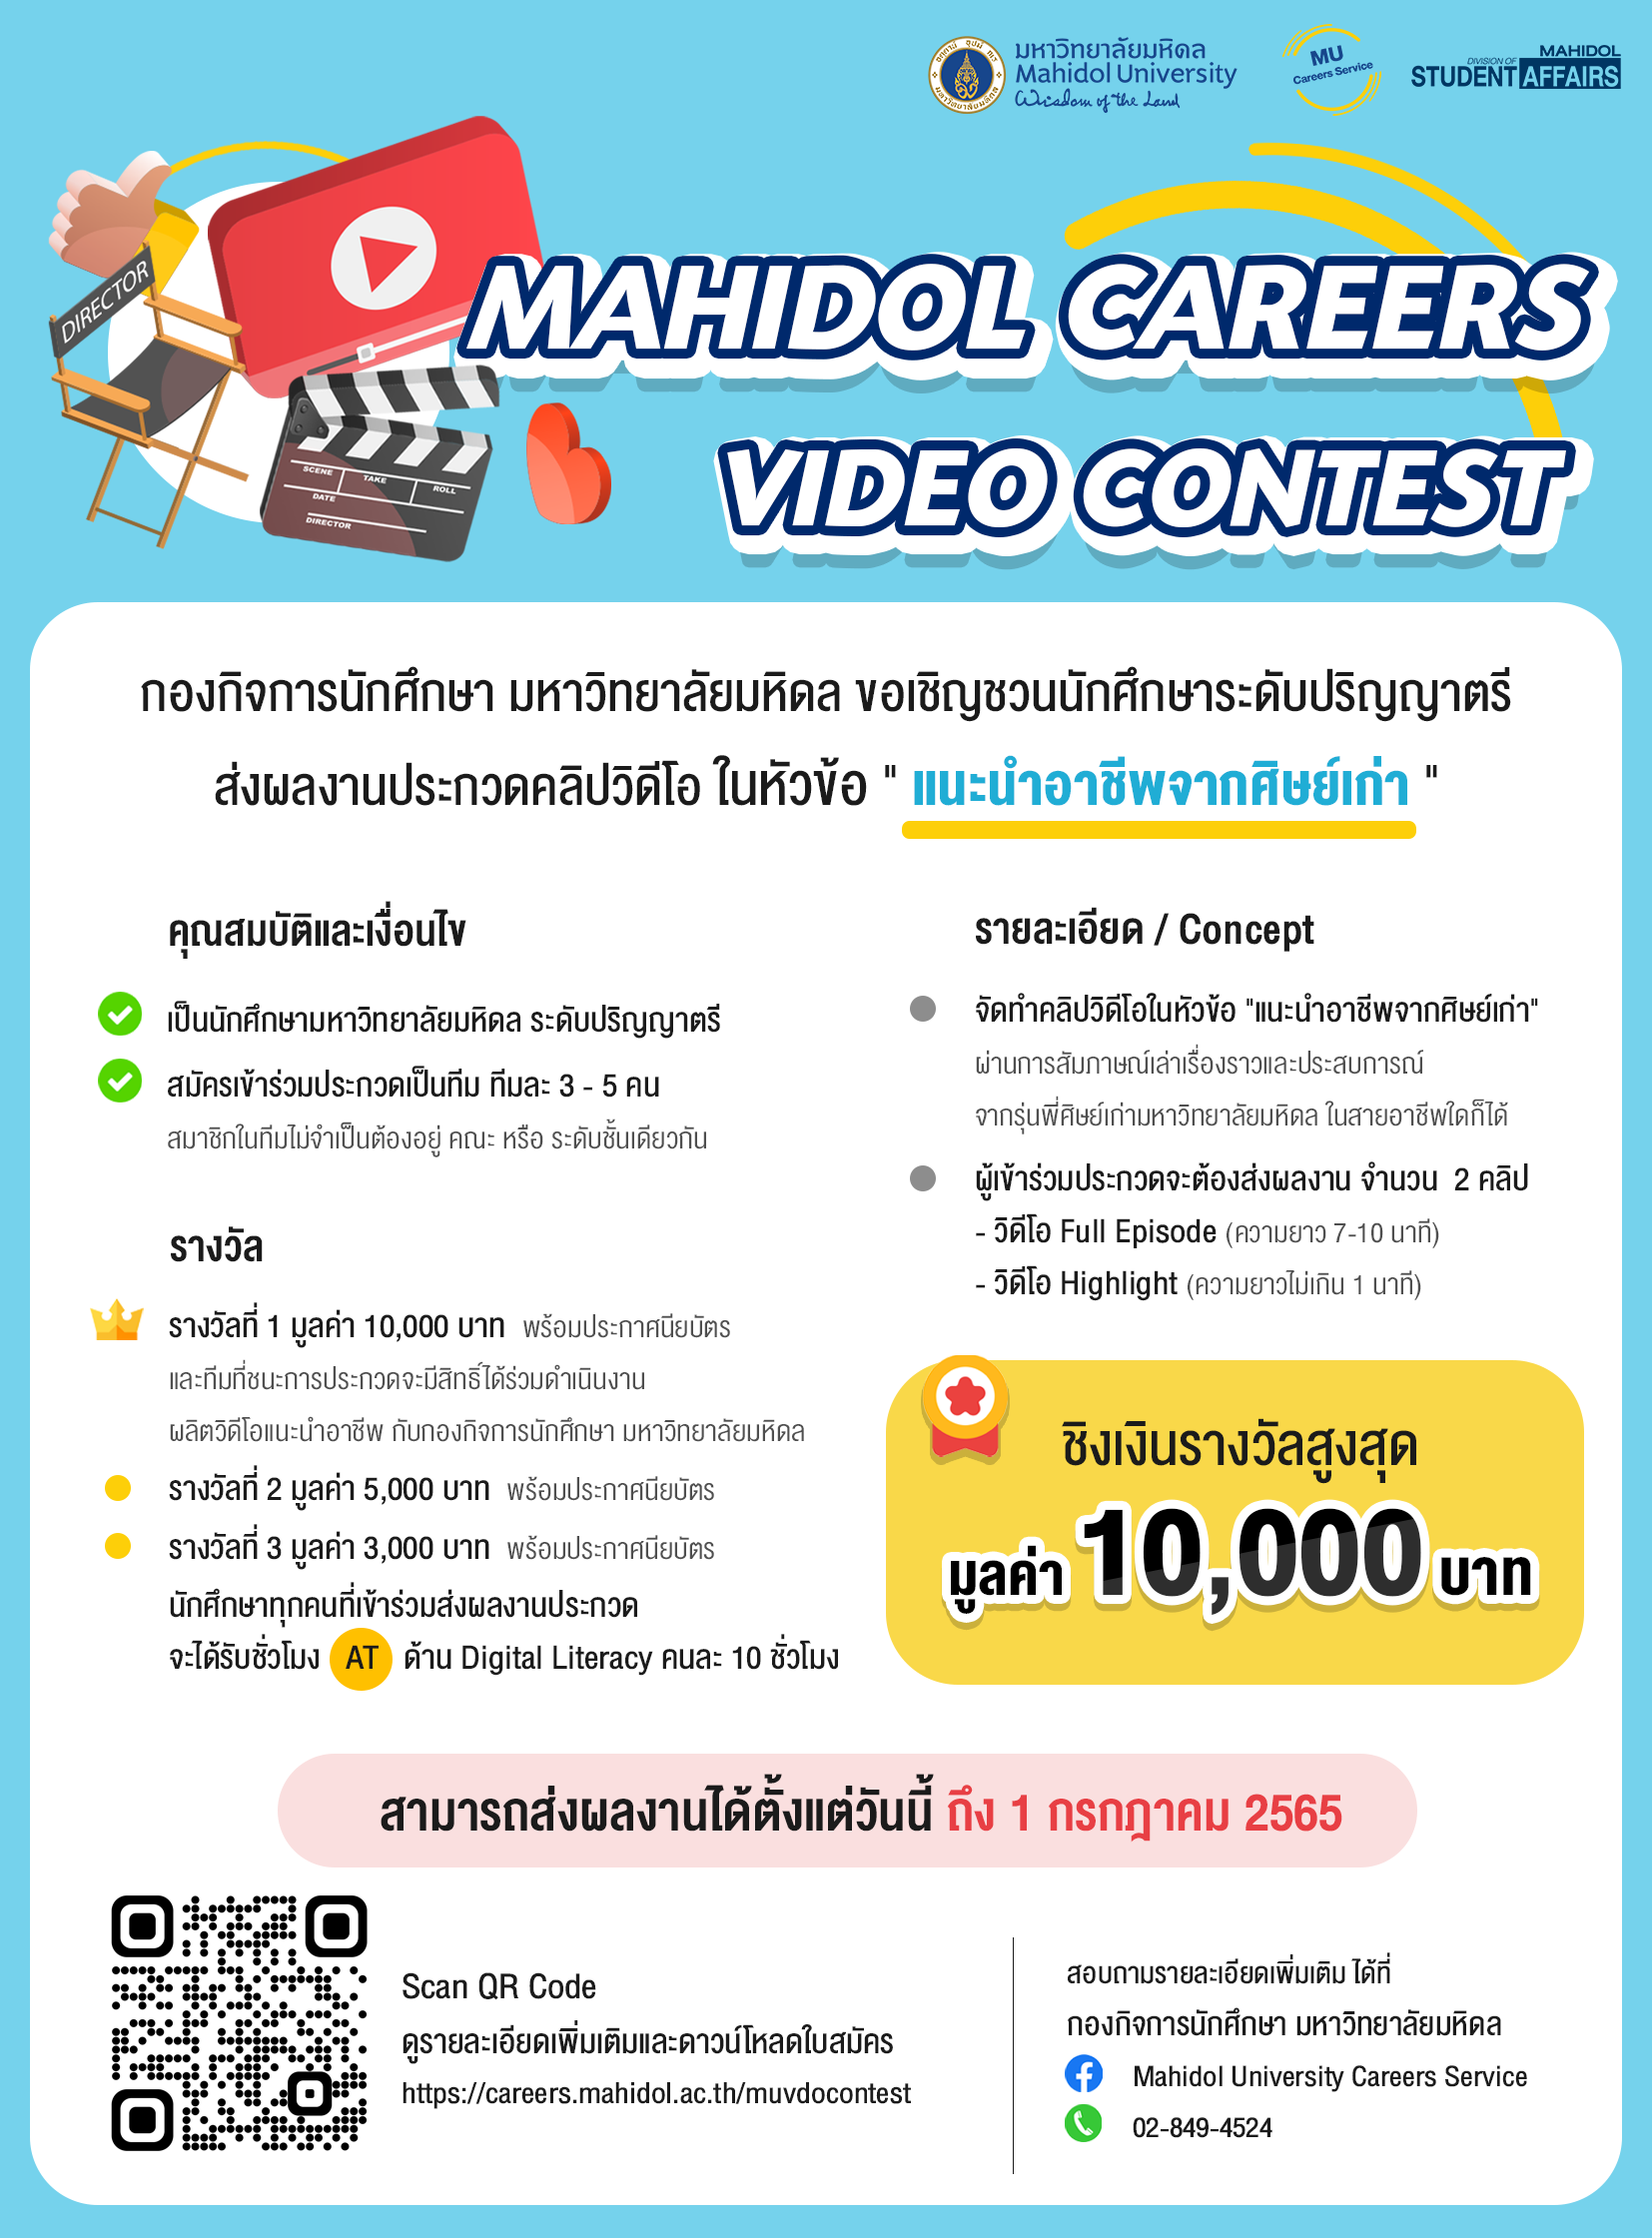 มหาวิทยาลัยมหิดล
Mahidol University
Wisdom of the Land
MU
Careers Service
MAHIDOL
DIVISION OF
STUDENT AFFAIRS
DIRECTOR
SCENE TAKE ROLL
DATE
DIRECTOR
MAHIDOL CAREERS
VIDEO CONTEST
กองกิจการนักศึกษา มหาวิทยาลัยมหิดล ขอเชิญชวนนักศึกษาระดับปริญญาตรี
ส่งผลงานประกวดคลิปวิดีโอ ในหัวข้อ " แนะนำอาชีพจากศิษย์เก่า "
คุณสมบัติและเงื่อนไข
เป็นนักศึกษามหาวิทยาลัยมหิดล ระดับปริญญาตรี
สมัครเข้าร่วมประกวดเป็นทีม ทีมละ 3 - 5 คน
สมาชิกในทีมไม่จำเป็นต้องอยู่ คณะ หรือ ระดับชั้นเดียวกัน
รางวัล
รางวัลที่ 1 มูลค่า 10,000 บาท พร้อมประกาศนียบัตร
และทีมที่ชนะการประกวดจะมีสิทธิ์ได้ร่วมดำเนินงาน
ผลิตวิดีโอแนะนำอาชีพ กับกองกิจการนักศึกษา มหาวิทยาลัยมหิดล
รางวัลที่ 2 มูลค่า 5,000 บาท พร้อมประกาศนียบัตร
รางวัลที่ 3 มูลค่า 3,000 บาท พร้อมประกาศนียบัตร
นักศึกษาทุกคนที่เข้าร่วมส่งผลงานประกวด
จะได้รับชั่วโมง AT ด้าน Digital Literacy คนละ 10 ชั่วโมง
รายละเอียด / Concept
จัดทำคลิปวิดีโอในหัวข้อ "แนะนำอาชีพจากศิษย์เก่า"
ผ่านการสัมภาษณ์เล่าเรื่องราวและประสบการณ์
จากรุ่นพี่ศิษย์เก่ามหาวิทยาลัยมหิดล ในสายอาชีพใดก็ได้
ผู้เข้าร่วมประกวดจะต้องส่งผลงาน จำนวน 2 คลิป
- วิดีโอ Full Episode (ความยาว 7-10 นาที)
- วิดีโอ Highlight (ความยาวไม่เกิน 1 นาที)
ชิงเงินรางวัลสูงสุด
มูลค่า 10,000 บาท
สามารถส่งผลงานได้ตั้งแต่วันนี้ ถึง 1 กรกฎาคม 2565
Scan QR Code
ดูรายละเอียดเพิ่มเติมและดาวน์โหลดใบสมัคร
https://careers.mahidol.ac.th/muvdocontest
สอบถามรายละเอียดเพิ่มเติม ได้ที่
กองกิจการนักศึกษา มหาวิทยาลัยมหิดล
Mahidol University Careers Service
02-849-4524